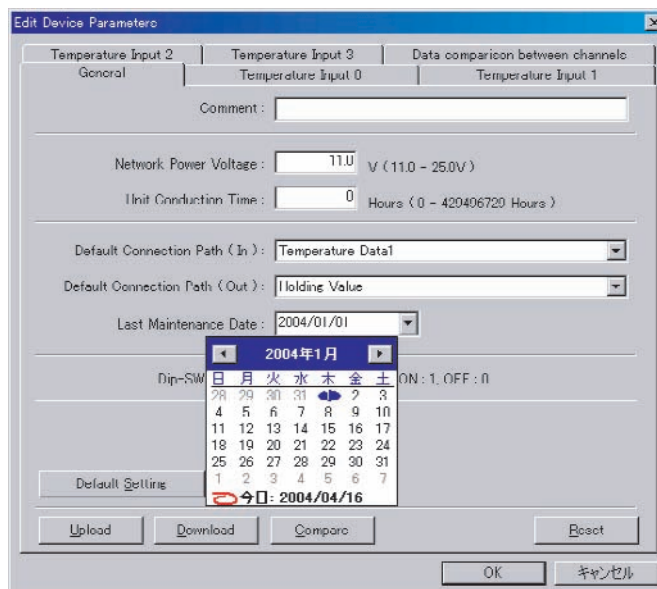 Edit Device Parameters
Temperature Input 2 Temperature Input 3 Data comparison between channels
General Temperature Input 0 Temperature Input 1
Comment :
Network Power Voltage : 11.0 V ( 11.0 - 25.0V )
Unit Conduction Time : 0 Hours ( 0 - 429496729 Hours )
Default Connection Path ( In ) : Temperature Data1
Default Connection Path ( Out ) : Holding Value
Last Maintenance Date : 2004/01/01
2004年1月
Dip-SW ON : 1, OFF : 0
日 月 火 水 木 金 土
28 29 30 31 1 2 3
4 5 6 7 8 9 10
11 12 13 14 15 16 17
18 19 20 21 22 23 24
25 26 27 28 29 30 31
1 2 3 4 5 6 7
Default Setting
今日: 2004/04/16
Upload Download Compare Reset
OK キャンセル